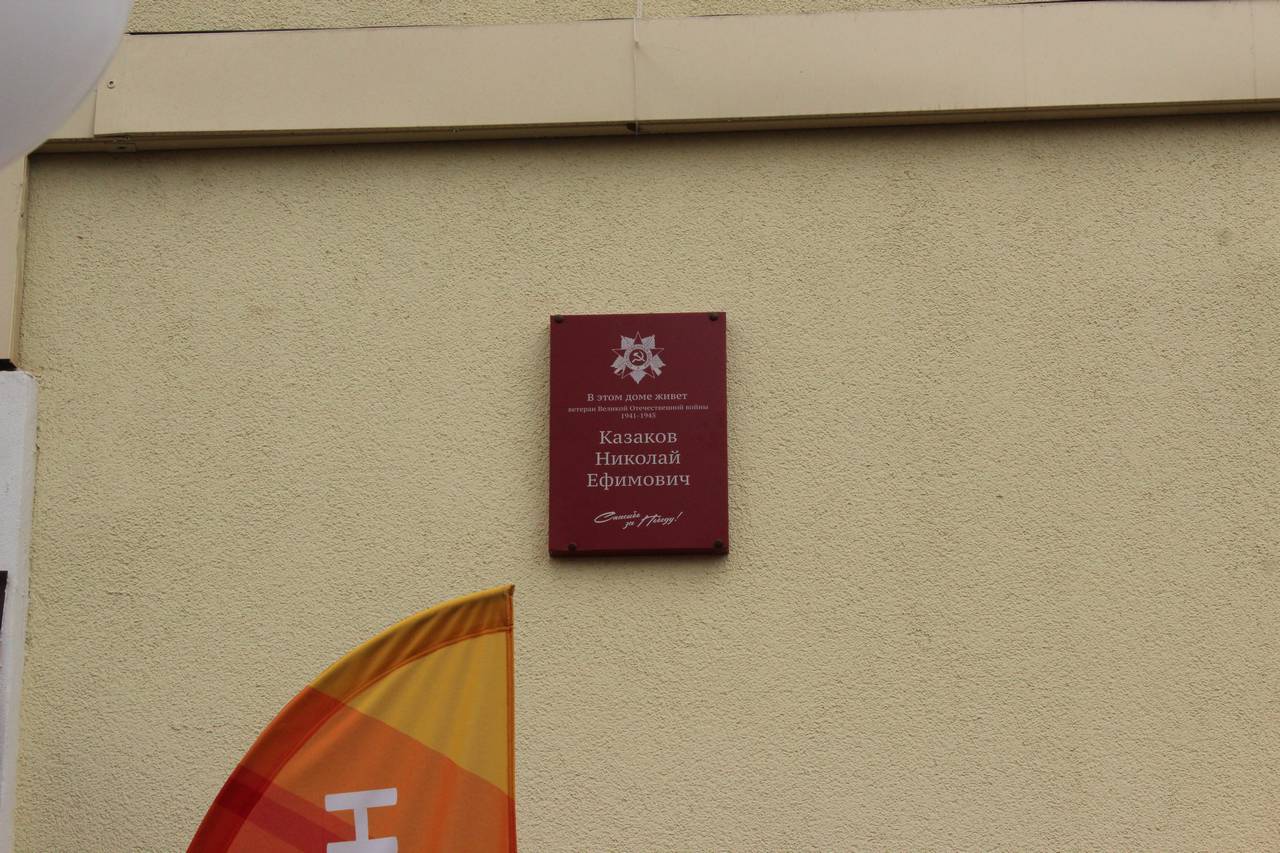 В этом доме живет
ветеран Великой Отечественной войны
1941-1945
Казаков
Николай
Ефимович
Спасибо
за Победу!